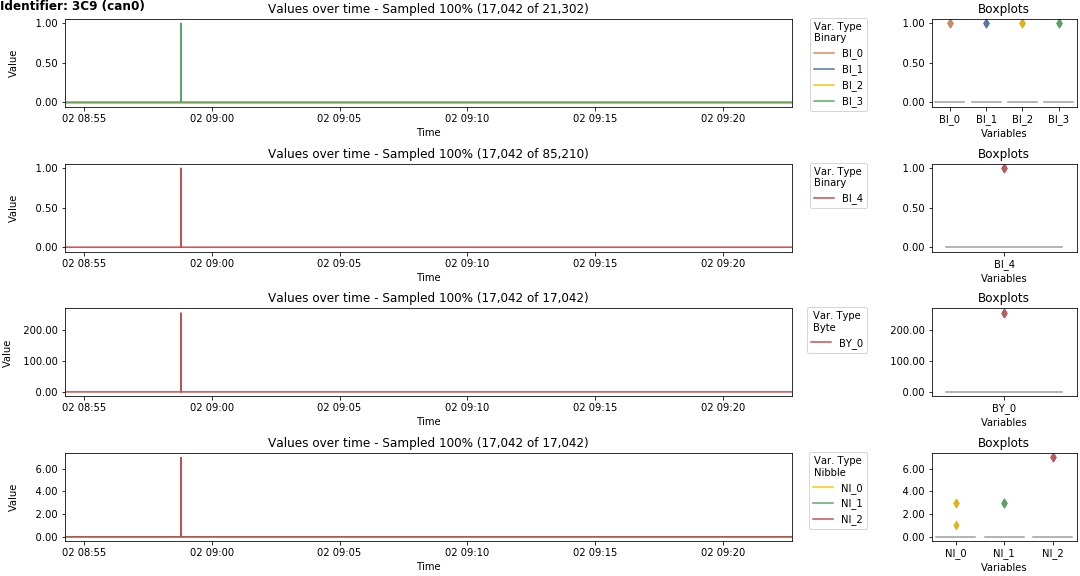 Identifier: 3C9 (can0)
Values over time - Sampled 100% (17,042 of 21,302)
Boxplots
1.00
0.50
0.00
Value
02 08:55 02 09:00 02 09:05 02 09:10 02 09:15 02 09:20
Time
Var. Type
Binary
BI_0
BI_1
BI_2
BI_3
1.00
0.50
0.00
BI_0 BI_1 BI_2 BI_3
Variables
Values over time - Sampled 100% (17,042 of 85,210)
Boxplots
1.00
0.50
0.00
Value
02 08:55 02 09:00 02 09:05 02 09:10 02 09:15 02 09:20
Time
Var. Type
Binary
BI_4
1.00
0.50
0.00
BI_4
Variables
Values over time - Sampled 100% (17,042 of 17,042)
Boxplots
200.00
100.00
0.00
Value
02 08:55 02 09:00 02 09:05 02 09:10 02 09:15 02 09:20
Time
Var. Type
Byte
BY_0
200.00
100.00
0.00
BY_0
Variables
Values over time - Sampled 100% (17,042 of 17,042)
Boxplots
6.00
4.00
2.00
0.00
Value
02 08:55 02 09:00 02 09:05 02 09:10 02 09:15 02 09:20
Time
Var. Type
Nibble
NI_0
NI_1
NI_2
6.00
4.00
2.00
0.00
NI_0 NI_1 NI_2
Variables